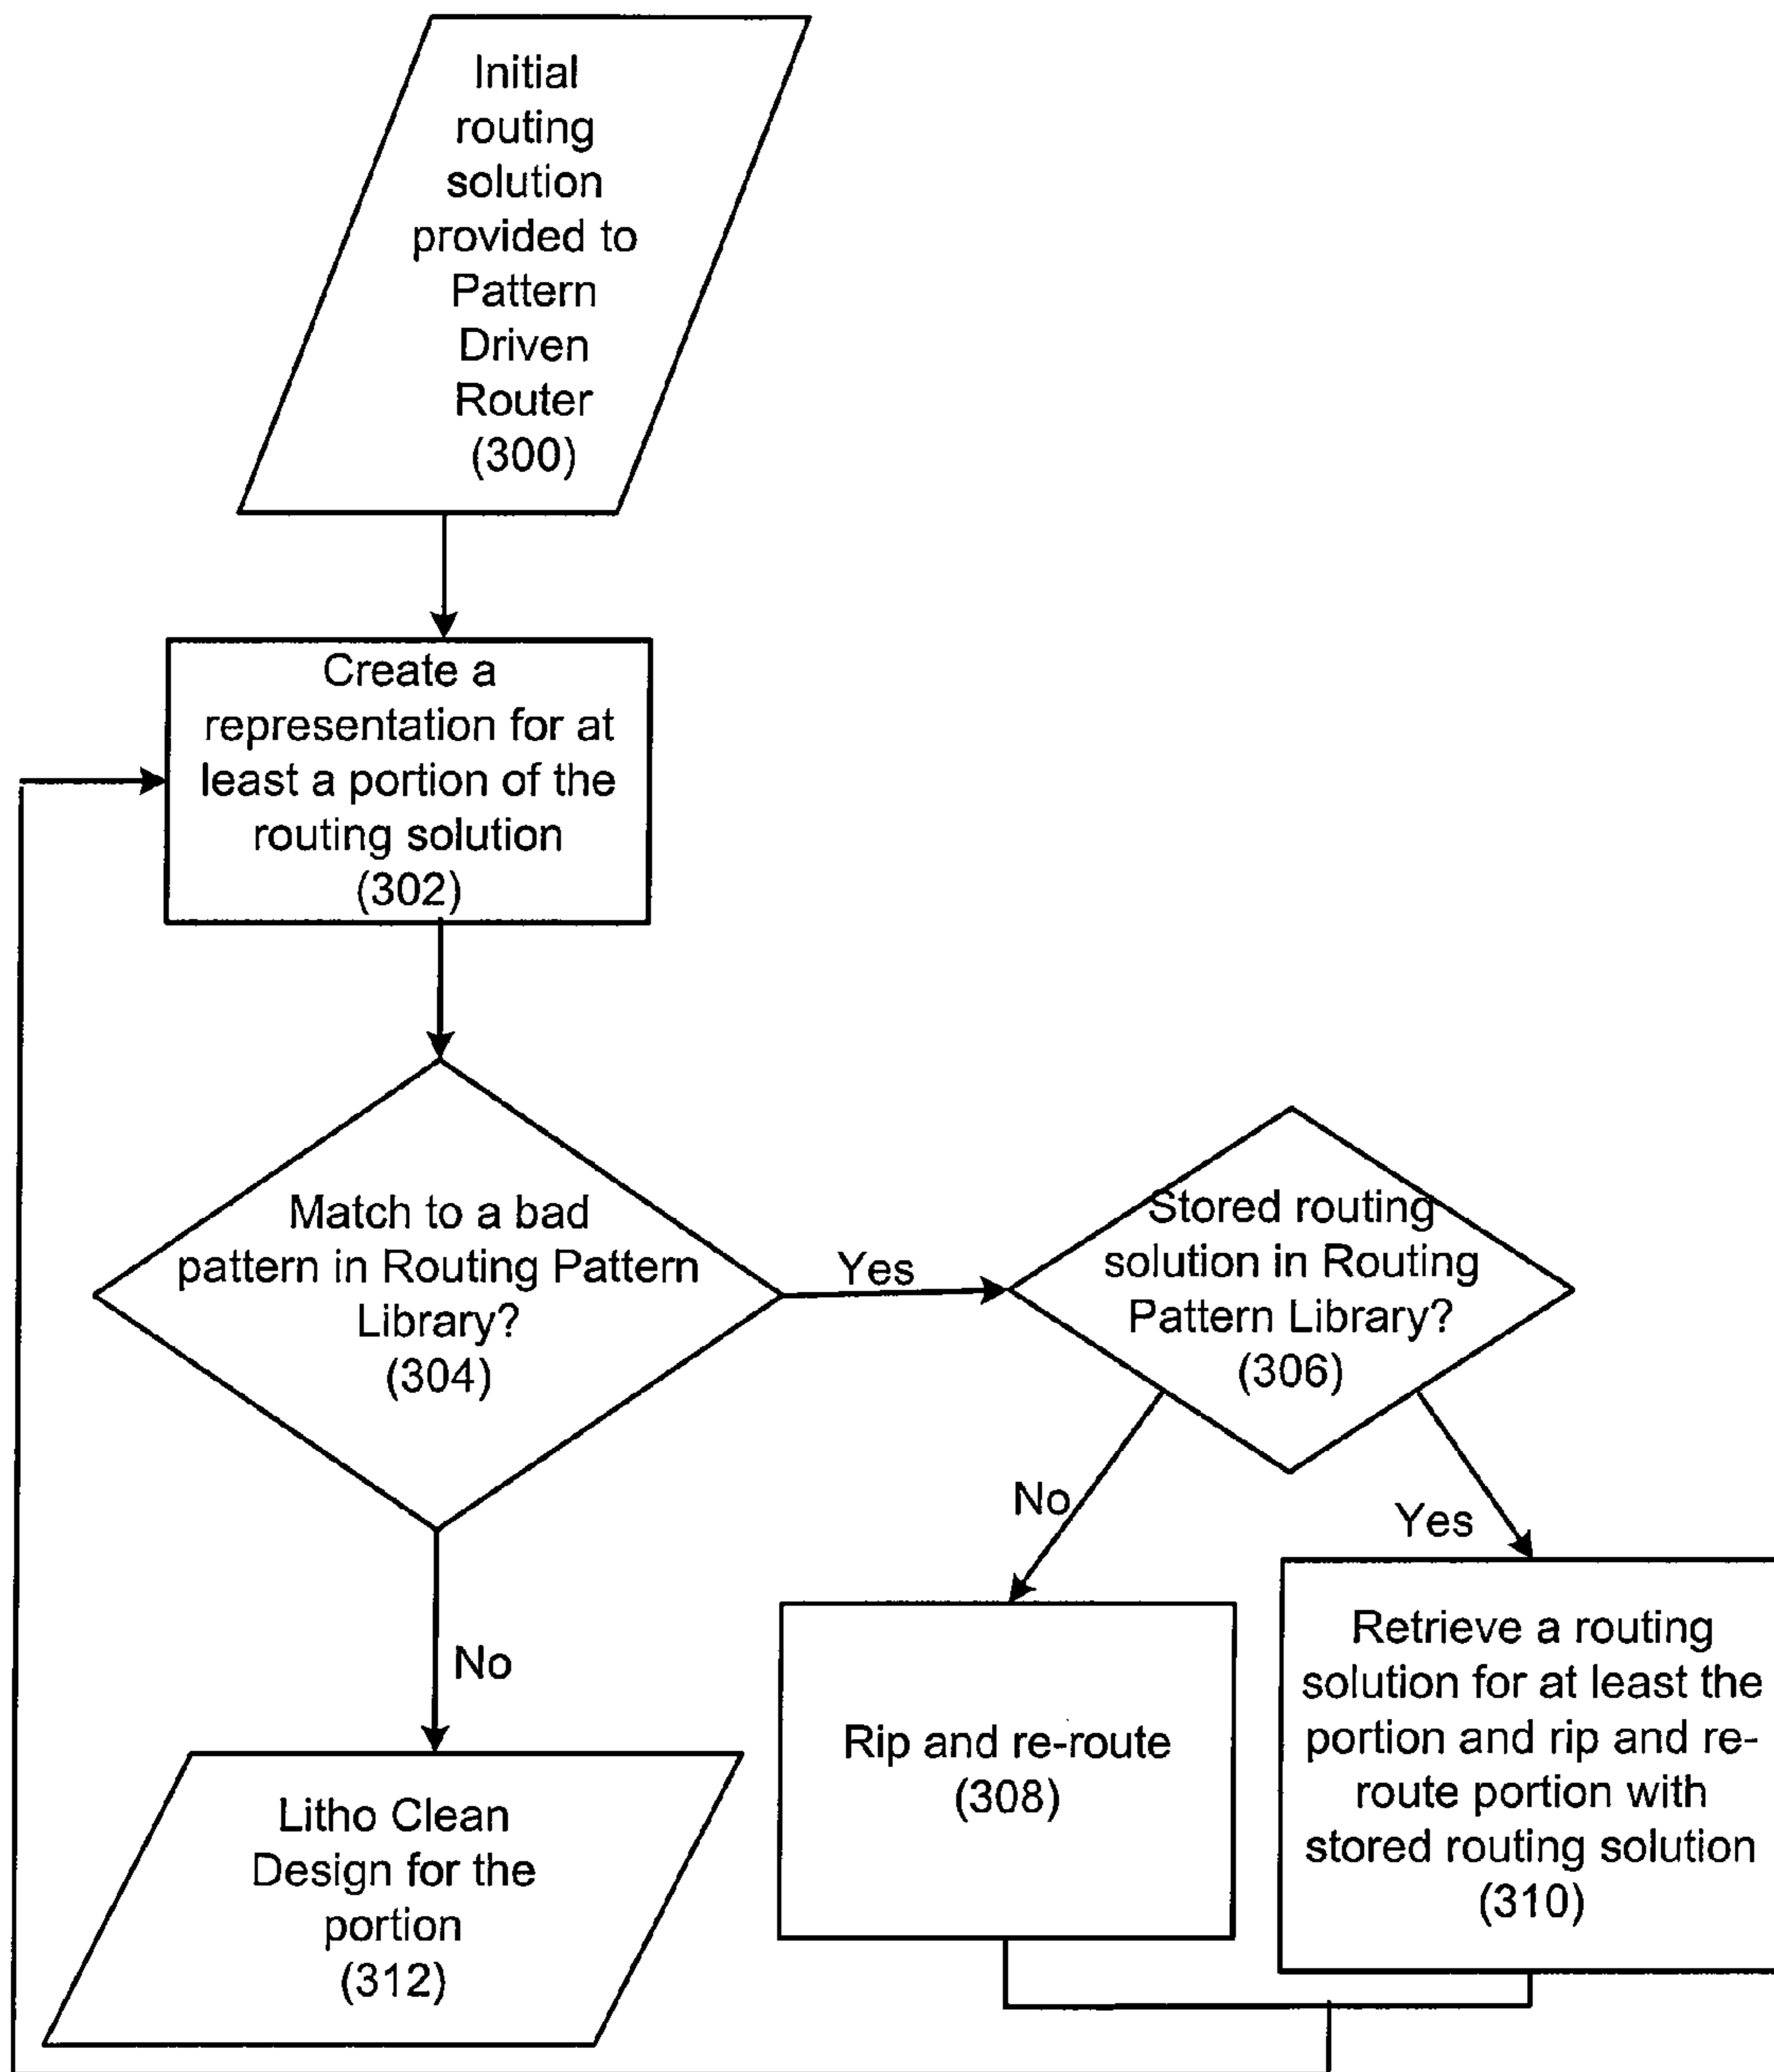 Initial
routing
solution
provided to
Pattern
Driven
Router
(300)
Create a
representation for at
least a portion of the
routing solution
(302)
Match to a bad
pattern in Routing Pattern
Library?
(304)
Yes
Stored routing
solution in Routing
Pattern Library?
(306)
No
Yes
No
Rip and re-route
(308)
Retrieve a routing
solution for at least the
portion and rip and re-
route portion with
stored routing solution
(310)
Litho Clean
Design for the
portion
(312)